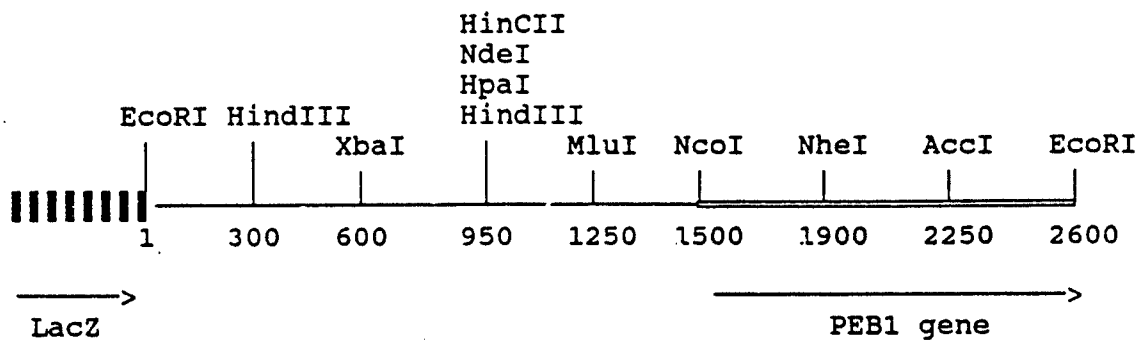 HinCII
NdeI
HpaI
EcoRI HindIII HindIII
XbaI MluI NcoI NheI AccI EcoRI
1 300 600 950 1250 1500 1900 2250 2600
LacZ PEB1 gene